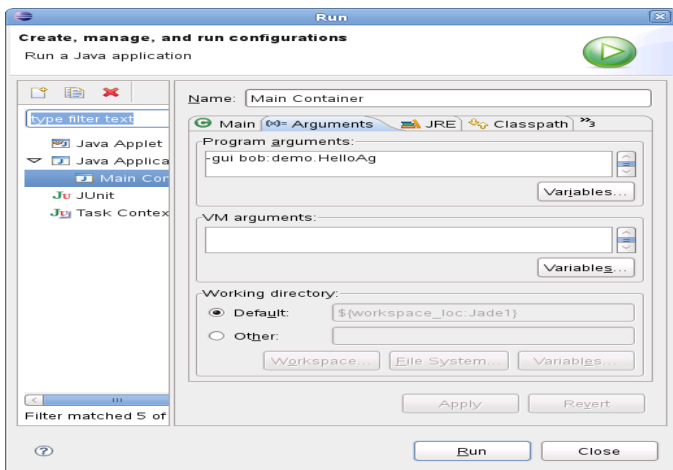 Run
Create, manage, and run configurations
Run a Java application
type filter text
Java Applet
Java Applica
Main Con
JUnit
Task Contex
Filter matched 5 of
Name: Main Container
Main (x)= Arguments JRE Classpath »3
Program arguments:
-gui bob:demo.HelloAg
Variables...
VM arguments:
Variables...
Working directory:
Default: ${workspace_loc:Jade1}
Other:
Workspace... File System... Variables...
Apply Revert
Run Close